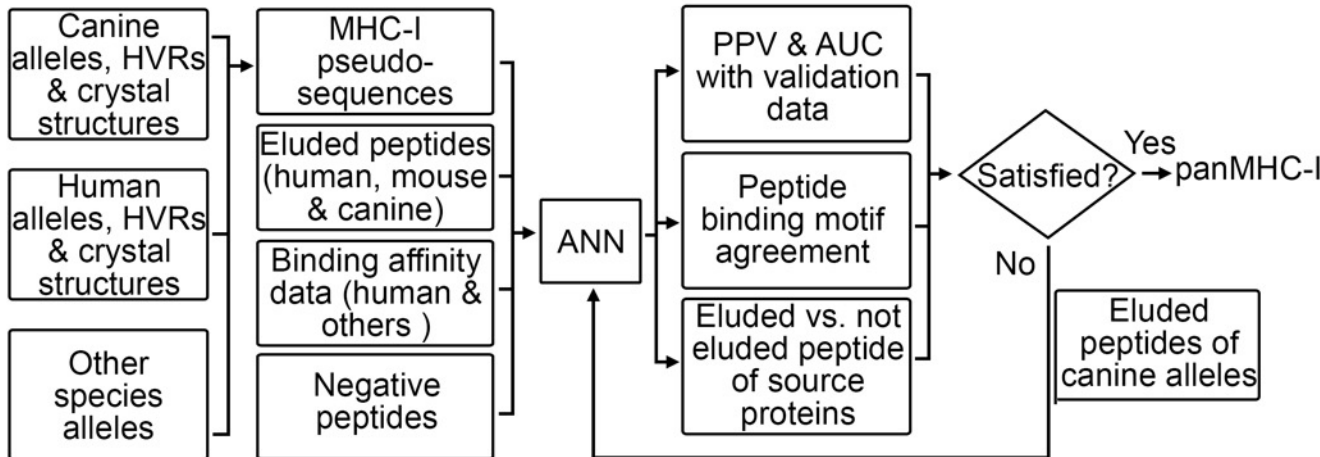 Canine
alleles, HVRs
& crystal
structures
Human
alleles, HVRs
& crystal
structures
Other
species
alleles
MHC-I
pseudo-
sequences
Eluded peptides
(human, mouse
& canine)
Binding affinity
data (human &
others )
Negative
peptides
ANN
PPV & AUC
with validation
data
Peptide
binding motif
agreement
Eluded vs. not
eluded peptide
of source
proteins
Satisfied?
Yes
panMHC-I
No
Eluded
peptides of
canine alleles